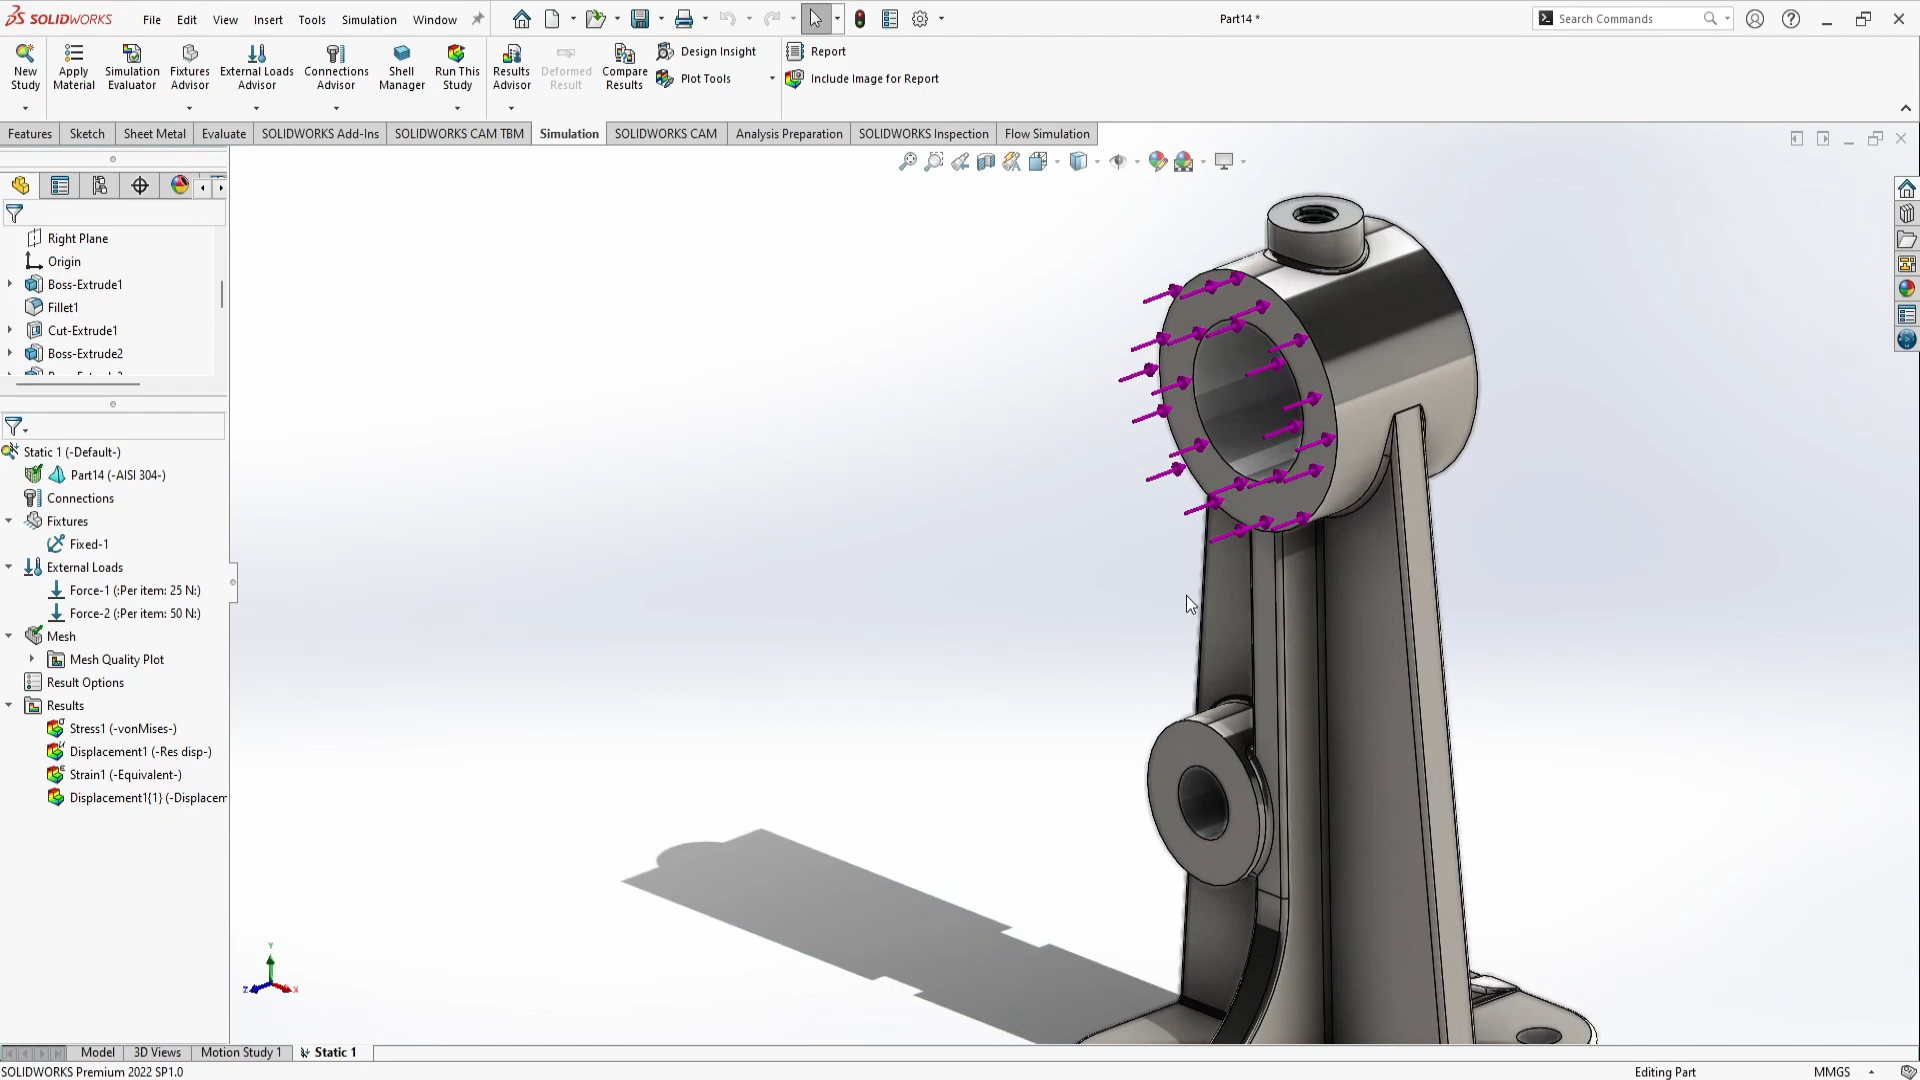 SOLIDWORKS
File
Edit
View
Insert
Tools
Simulation
Window
Part14 *
Search Commands
New Study
Apply Material
Simulation Evaluator
Fixtures Advisor
External Loads Advisor
Connections Advisor
Shell Manager
Run This Study
Results Advisor
Deformed Result
Compare Results
Design Insight
Plot Tools
Report
Include Image for Report
Features
Sketch
Sheet Metal
Evaluate
SOLIDWORKS Add-Ins
SOLIDWORKS CAM TBM
Simulation
SOLIDWORKS CAM
Analysis Preparation
SOLIDWORKS Inspection
Flow Simulation
Right Plane
Origin
Boss-Extrude1
Fillet1
Cut-Extrude1
Boss-Extrude2
Static 1 (-Default-)
Part14 (-AISI 304-)
Connections
Fixtures
Fixed-1
External Loads
Force-1 (:Per item: 25 N:)
Force-2 (:Per item: 50 N:)
Mesh
Mesh Quality Plot
Result Options
Results
Stress1 (-vonMises-)
Displacement1 (-Res disp-)
Strain1 (-Equivalent-)
Displacement1{1} (-Displacem
Y
Z
X
Model
3D Views
Motion Study 1
Static 1
SOLIDWORKS Premium 2022 SP1.0
Editing Part
MMGS